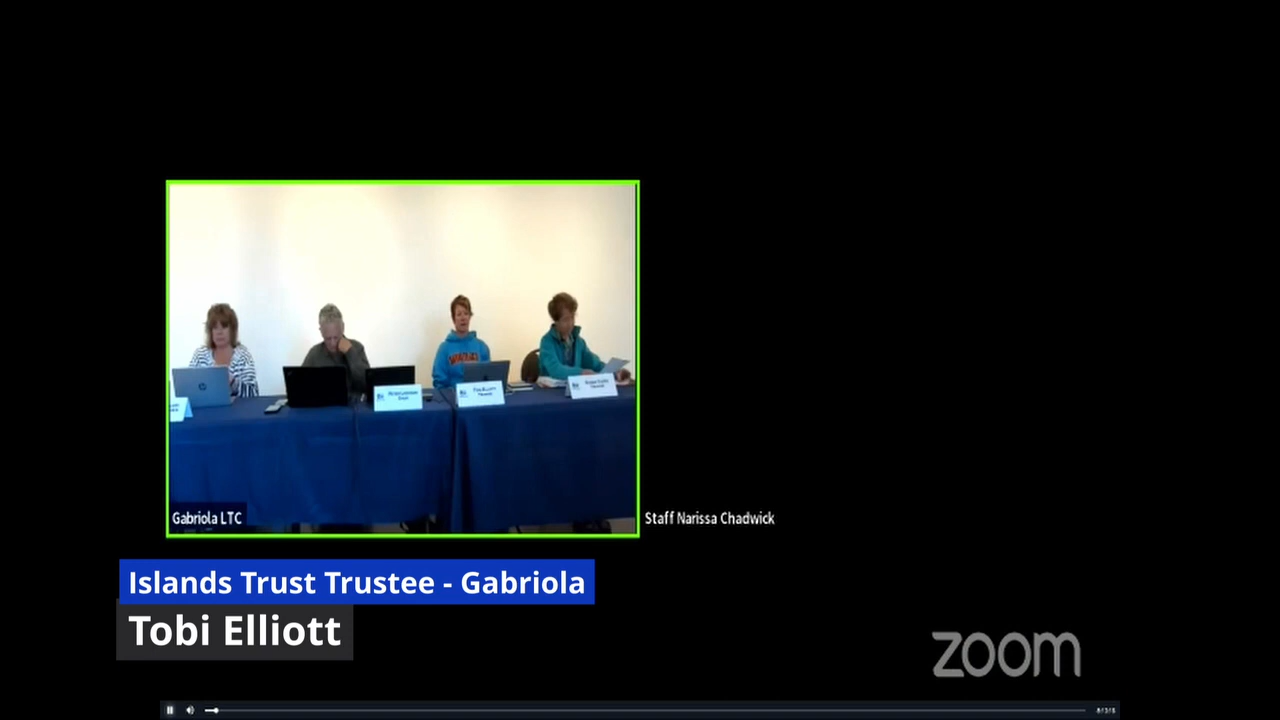 Gabriola LTC
Staff Narissa Chadwick
Islands Trust Trustee - Gabriola
Tobi Elliott
zoom